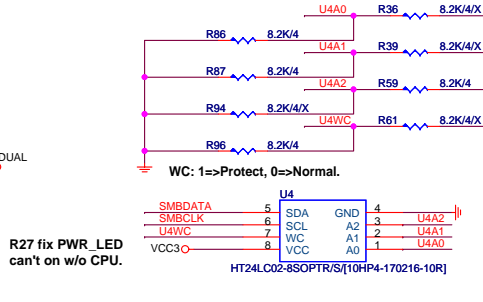 U4A0 R36 8.2K/4/X
R86 8.2K/4
U4A1 R39 8.2K/4/X
R87 8.2K/4
U4A2 R59 8.2K/4
R94 8.2K/4/X
U4WC R61 8.2K/4/X
R96 8.2K/4
DUAL
WC: 1=>Protect, 0=>Normal.
U4
SMBDATA 5 SDA GND 4
SMBCLK 6 SCL A2 3 U4A2
U4WC 7 WC A1 2 U4A1
VCC3 8 VCC A0 1 U4A0
R27 fix PWR_LED
can't on w/o CPU.
HT24LC02-8SOPTR/S/[10HP4-170216-10R]